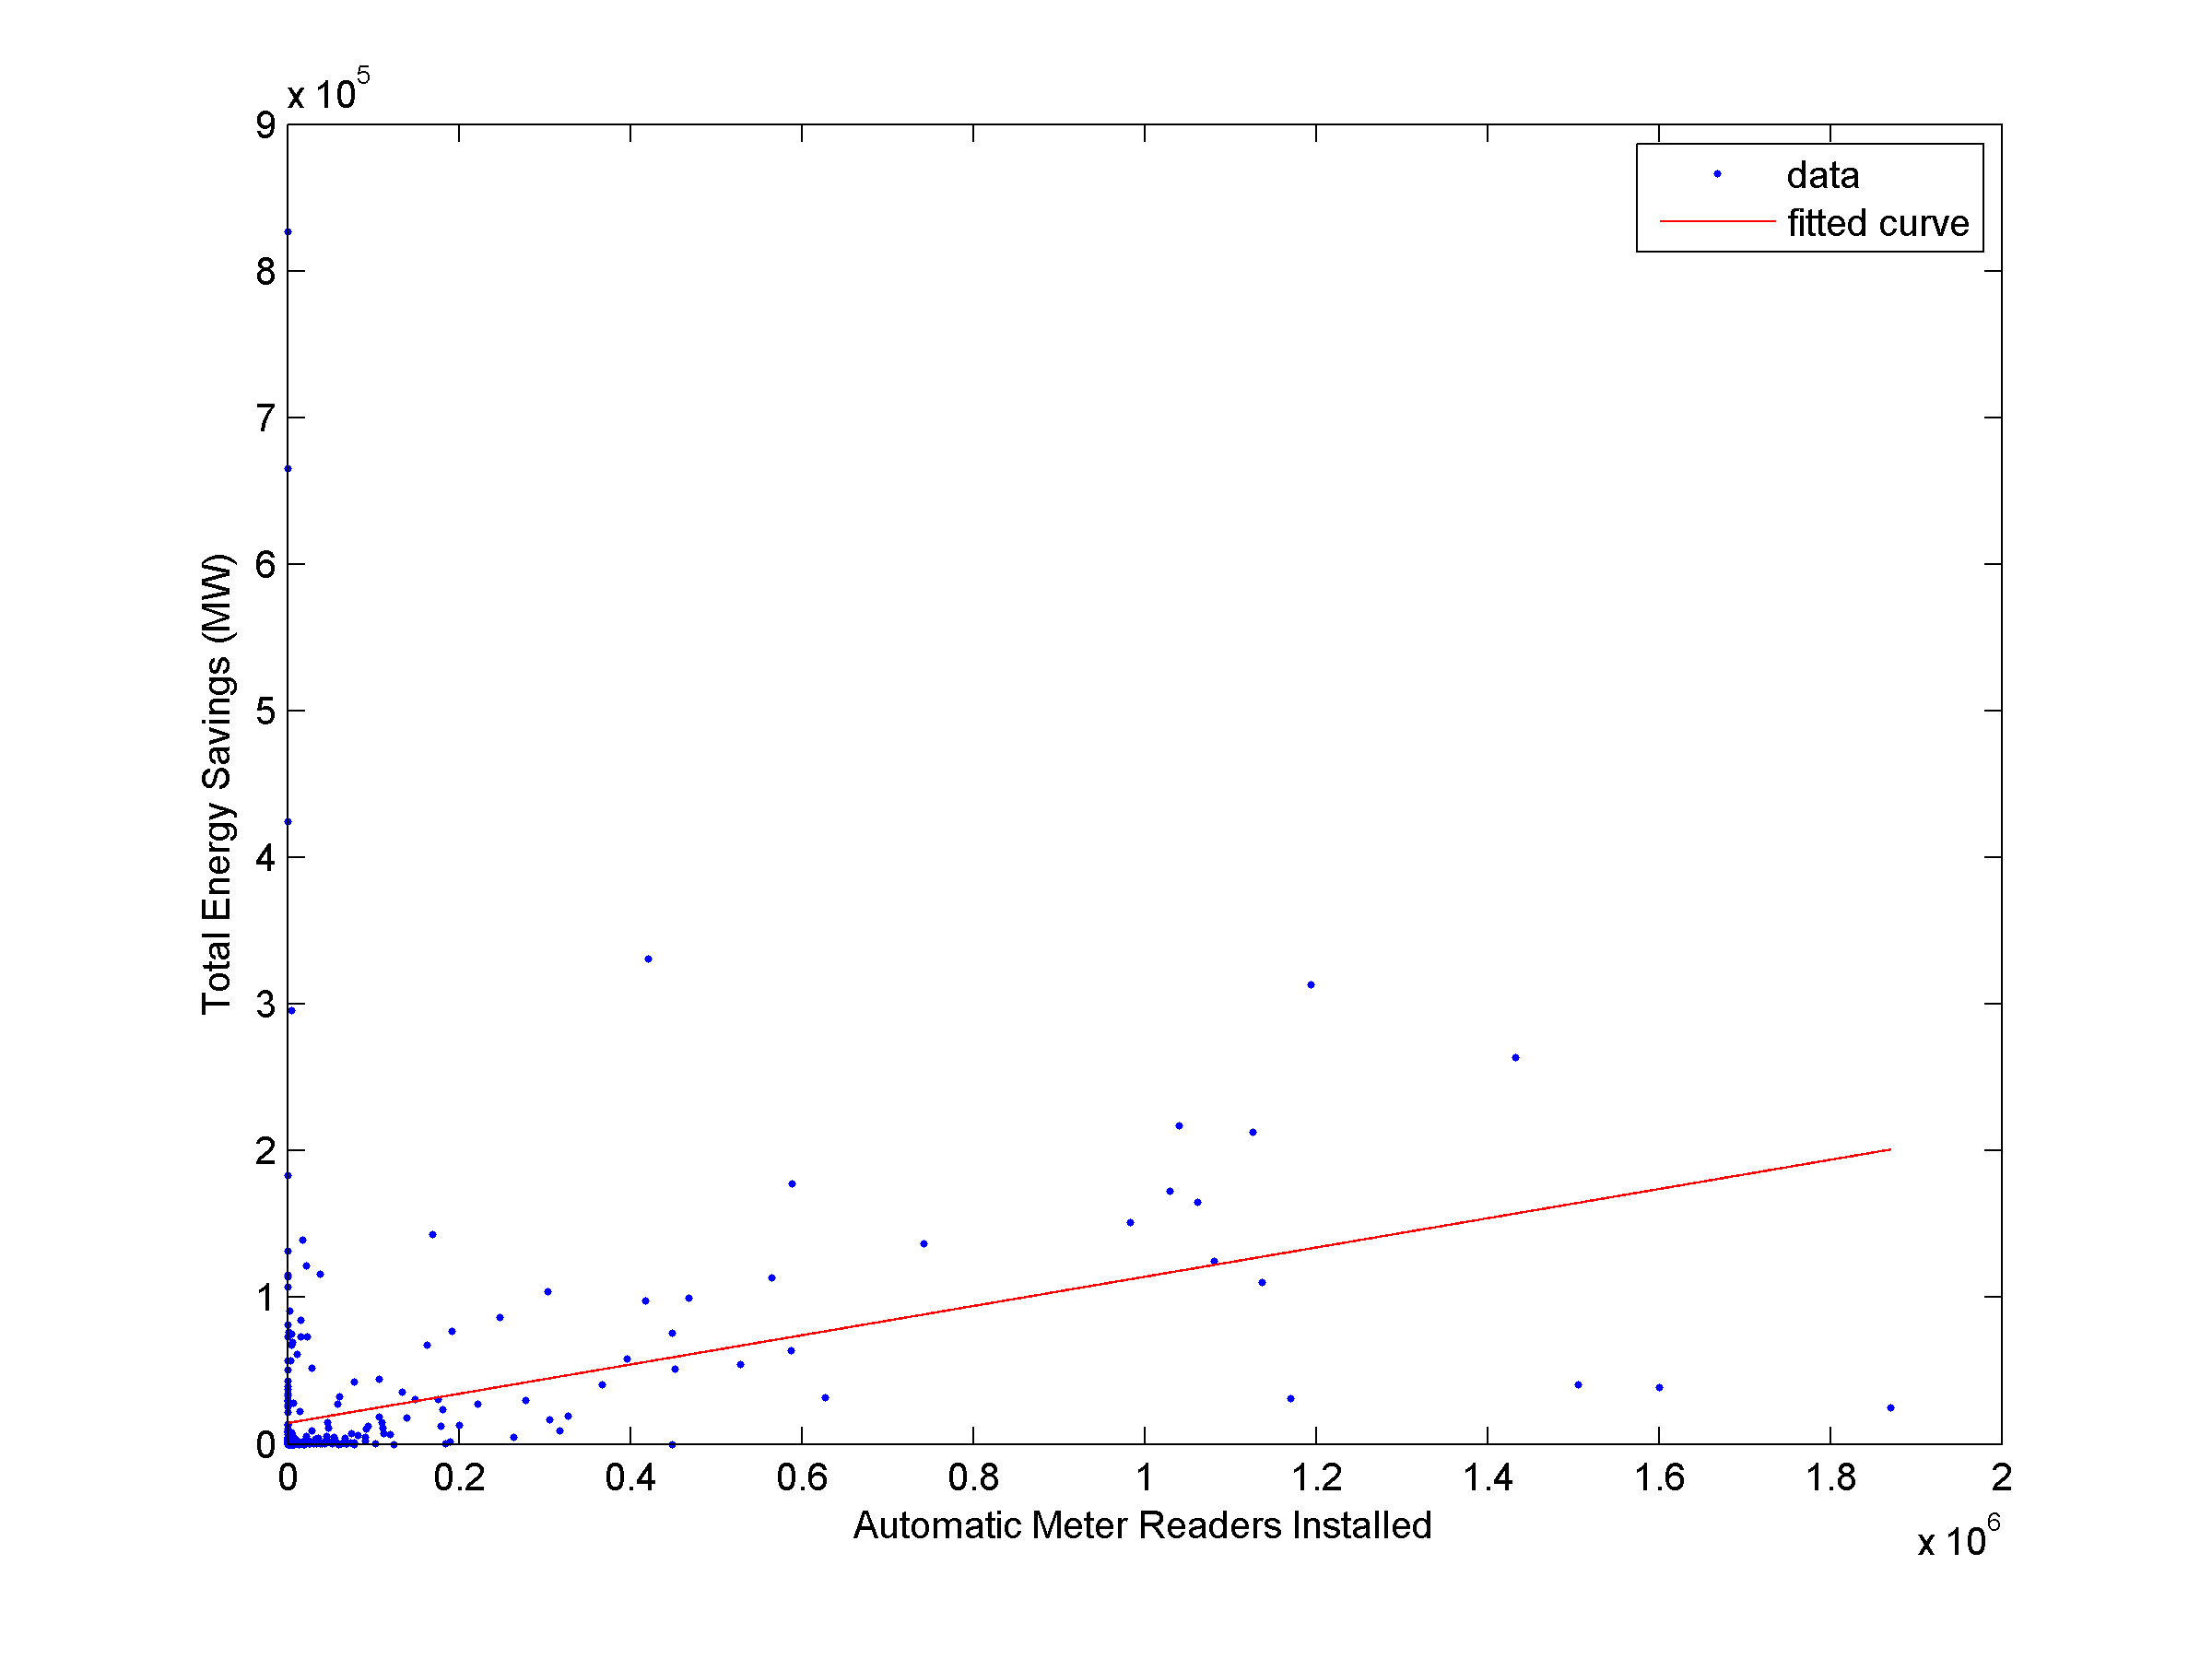 x 10^5
9
8
7
6
5
4
3
2
1
0
Total Energy Savings (MW)
data
fitted curve
0 0.2 0.4 0.6 0.8 1 1.2 1.4 1.6 1.8 2
Automatic Meter Readers Installed
x 10^6